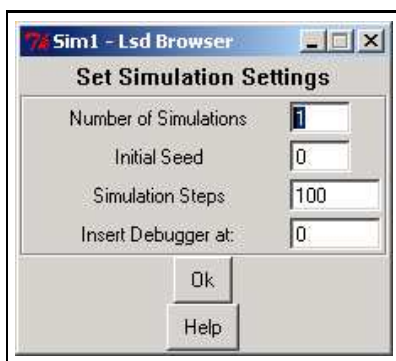 Sim1 - Lsd Browser
Set Simulation Settings
Number of Simulations 1
Initial Seed 0
Simulation Steps 100
Insert Debugger at: 0
Ok
Help